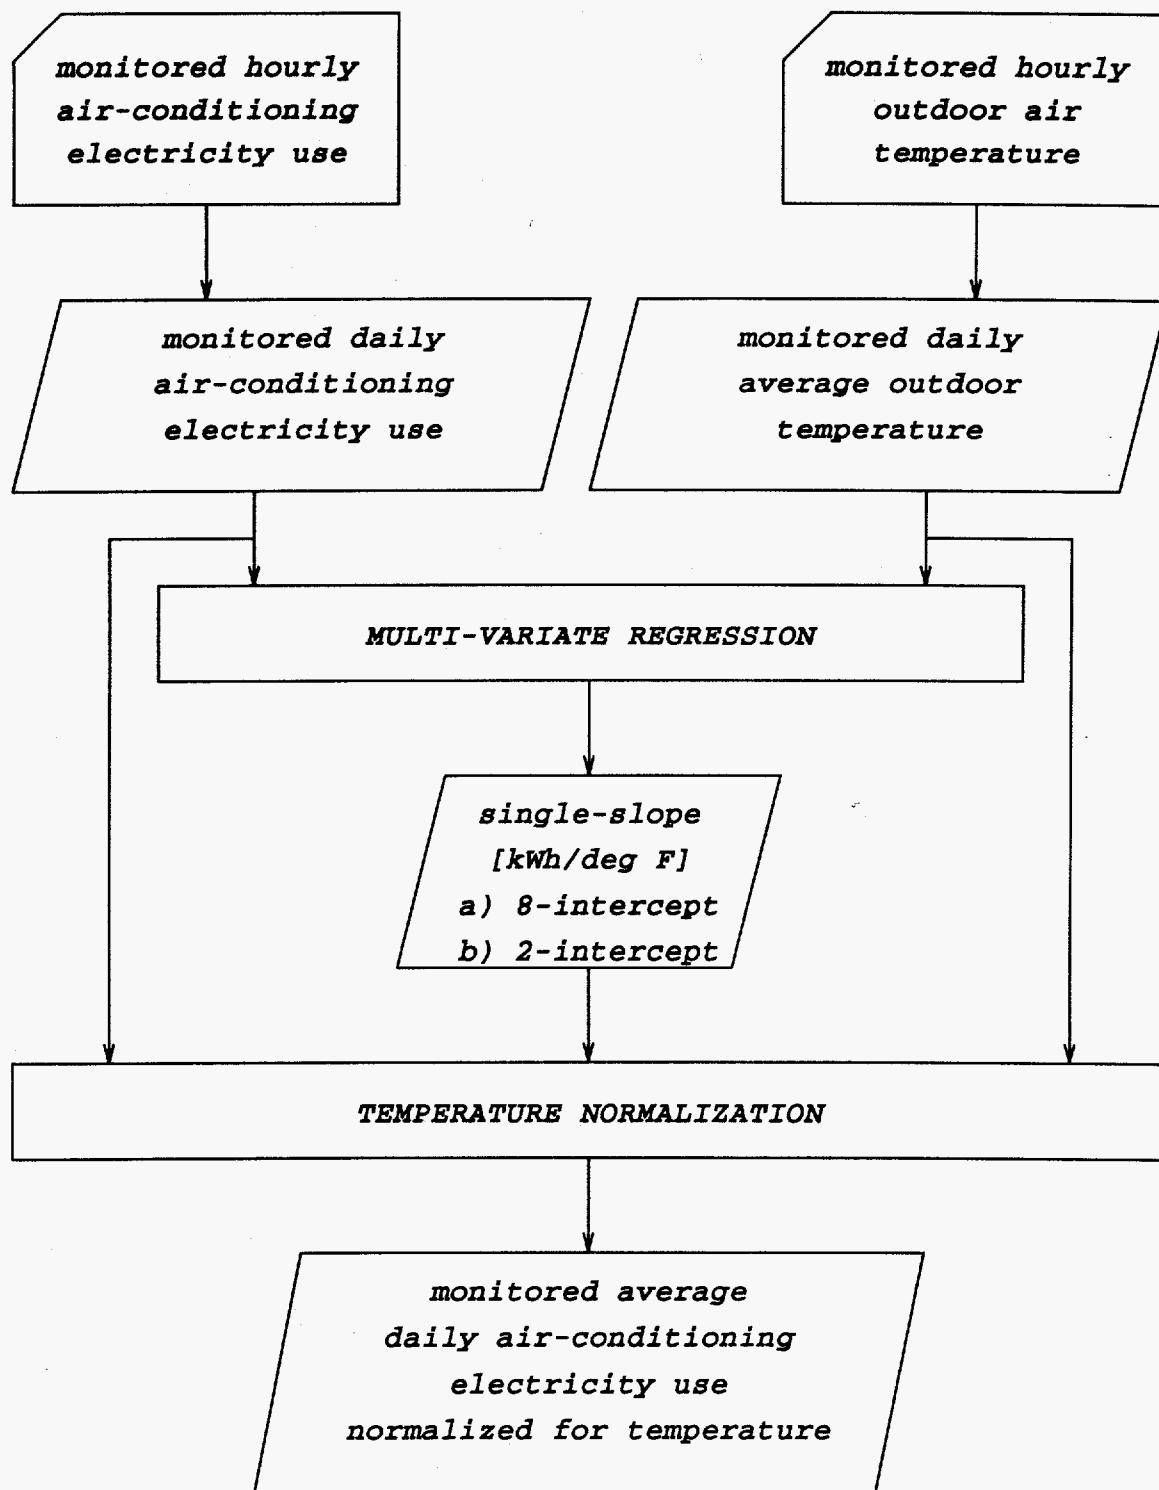 monitored hourly
air-conditioning
electricity use
monitored hourly
outdoor air
temperature
monitored daily
air-conditioning
electricity use
monitored daily
average outdoor
temperature
MULTI-VARIATE REGRESSION
single-slope
[kWh/deg F]
a) 8-intercept
b) 2-intercept
TEMPERATURE NORMALIZATION
monitored average
daily air-conditioning
electricity use
normalized for temperature